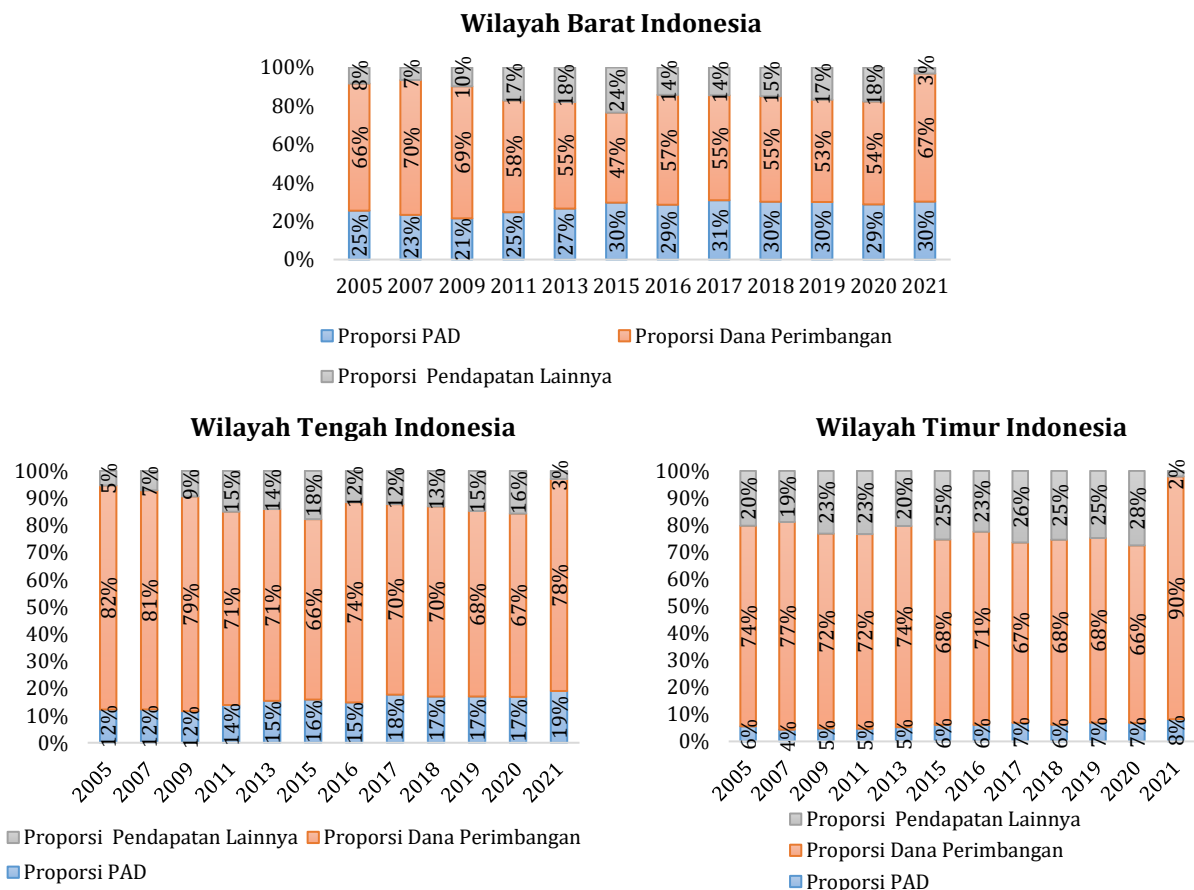 Wilayah Barat Indonesia
100%
80%
60%
40%
20%
0%
8% 7% 10% 17% 18% 24% 14% 14% 15% 17% 18% 3%
66% 70% 69% 58% 55% 47% 57% 55% 55% 53% 54% 67%
25% 23% 21% 25% 27% 30% 29% 31% 30% 30% 29% 30%
2005 2007 2009 2011 2013 2015 2016 2017 2018 2019 2020 2021
Proporsi PAD
Proporsi Dana Perimbangan
Proporsi Pendapatan Lainnya
Wilayah Tengah Indonesia
100%
90%
80%
70%
60%
50%
40%
30%
20%
10%
0%
5% 7% 9% 15% 14% 18% 12% 12% 13% 15% 16% 3%
82% 81% 79% 71% 71% 66% 74% 70% 70% 68% 67% 78%
12% 12% 12% 14% 15% 16% 15% 18% 17% 17% 17% 19%
2005 2007 2009 2011 2013 2015 2016 2017 2018 2019 2020 2021
Proporsi Pendapatan Lainnya Proporsi Dana Perimbangan
Proporsi PAD
Wilayah Timur Indonesia
100%
90%
80%
70%
60%
50%
40%
30%
20%
10%
0%
20% 19% 23% 23% 20% 25% 23% 26% 25% 25% 28% 2%
74% 77% 72% 72% 74% 68% 71% 67% 68% 68% 66% 90%
6% 4% 5% 5% 5% 6% 6% 7% 6% 7% 7% 8%
2005 2007 2009 2011 2013 2015 2016 2017 2018 2019 2020 2021
Proporsi Pendapatan Lainnya
Proporsi Dana Perimbangan
Proporsi PAD